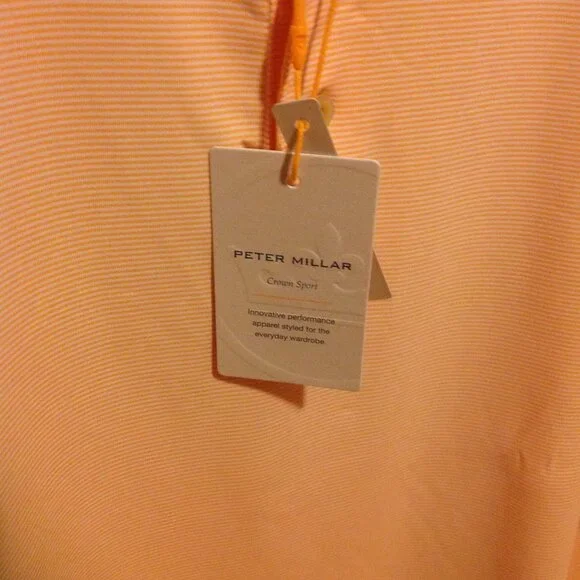 PETER MILLAR
Crown Sport
Innovative performance
apparel styled for the
everyday wardrobe.